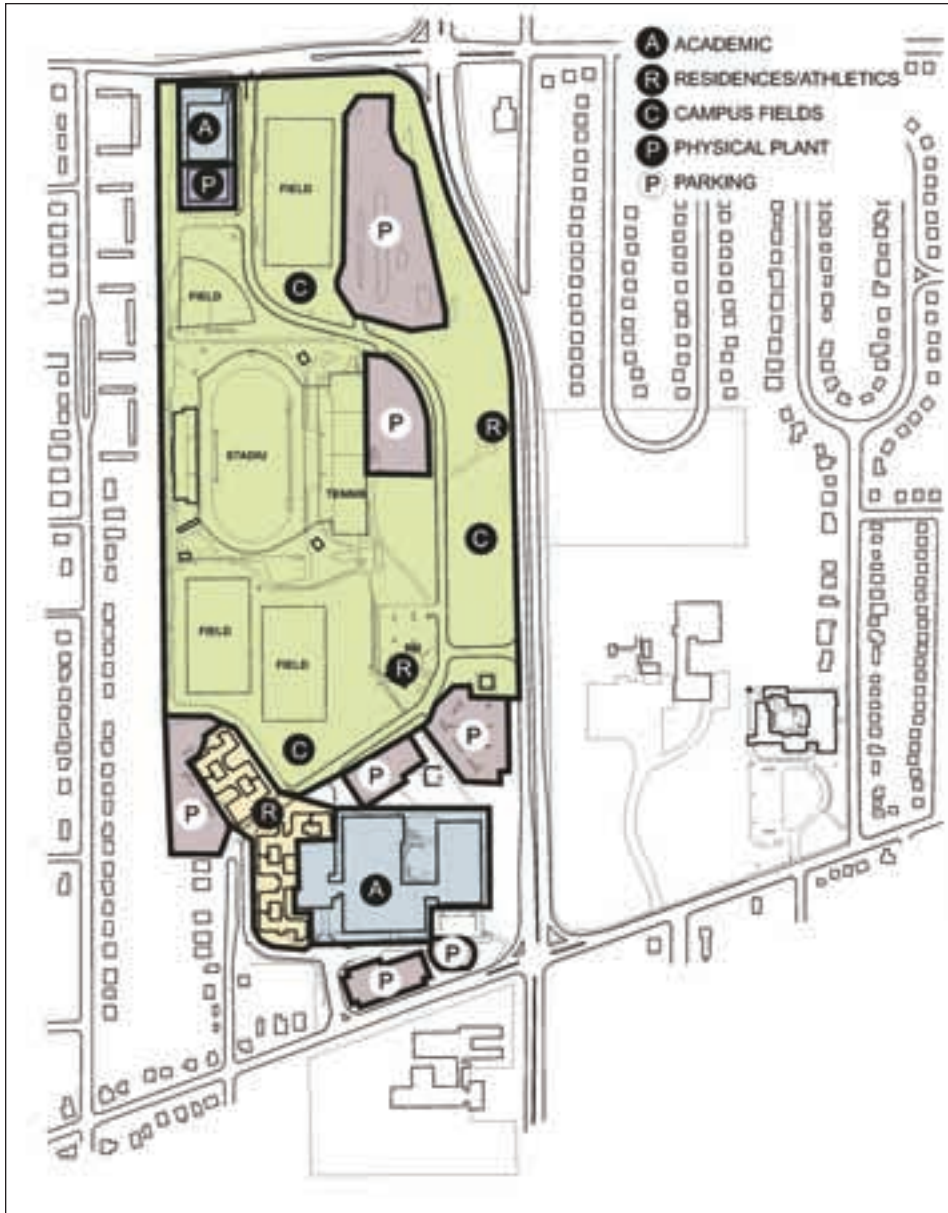 A ACADEMIC
R RESIDENCES/ATHLETICS
C CAMPUS FIELDS
P PHYSICAL PLANT
P PARKING
A
P
FIELD
P
C
FIELD
P
R
STADIU
TENNIS
C
FIELD
FIELD
R
P
C
P
P
R
A
P
P